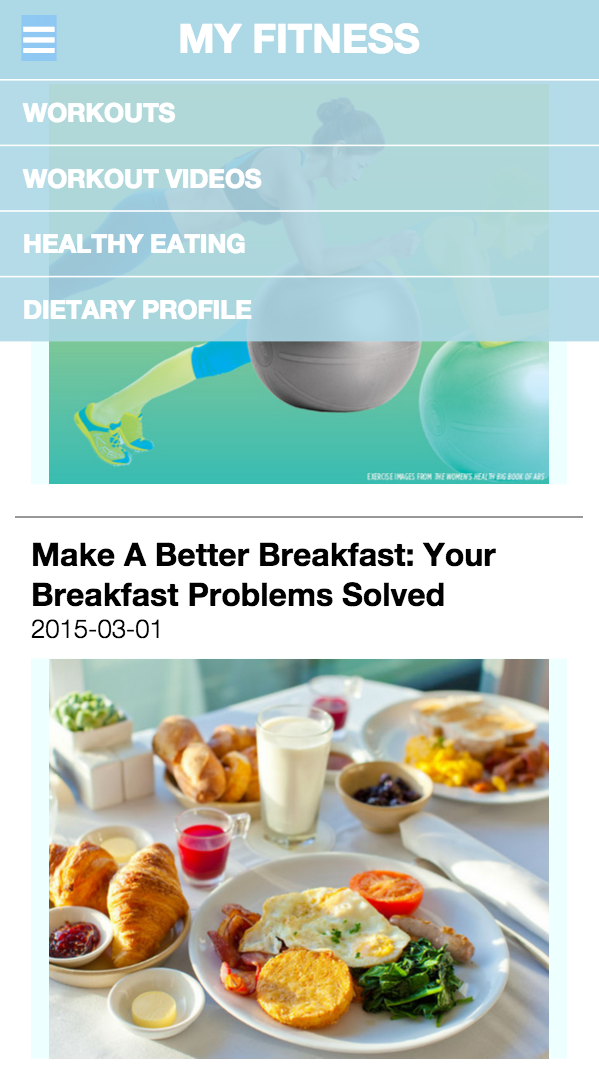 MY FITNESS
WORKOUTS
WORKOUT VIDEOS
HEALTHY EATING
DIETARY PROFILE
EXERCISE IMAGES FROM THE WOMEN'S HEALTH BIG BOOK OF ABS
Make A Better Breakfast: Your
Breakfast Problems Solved
2015-03-01